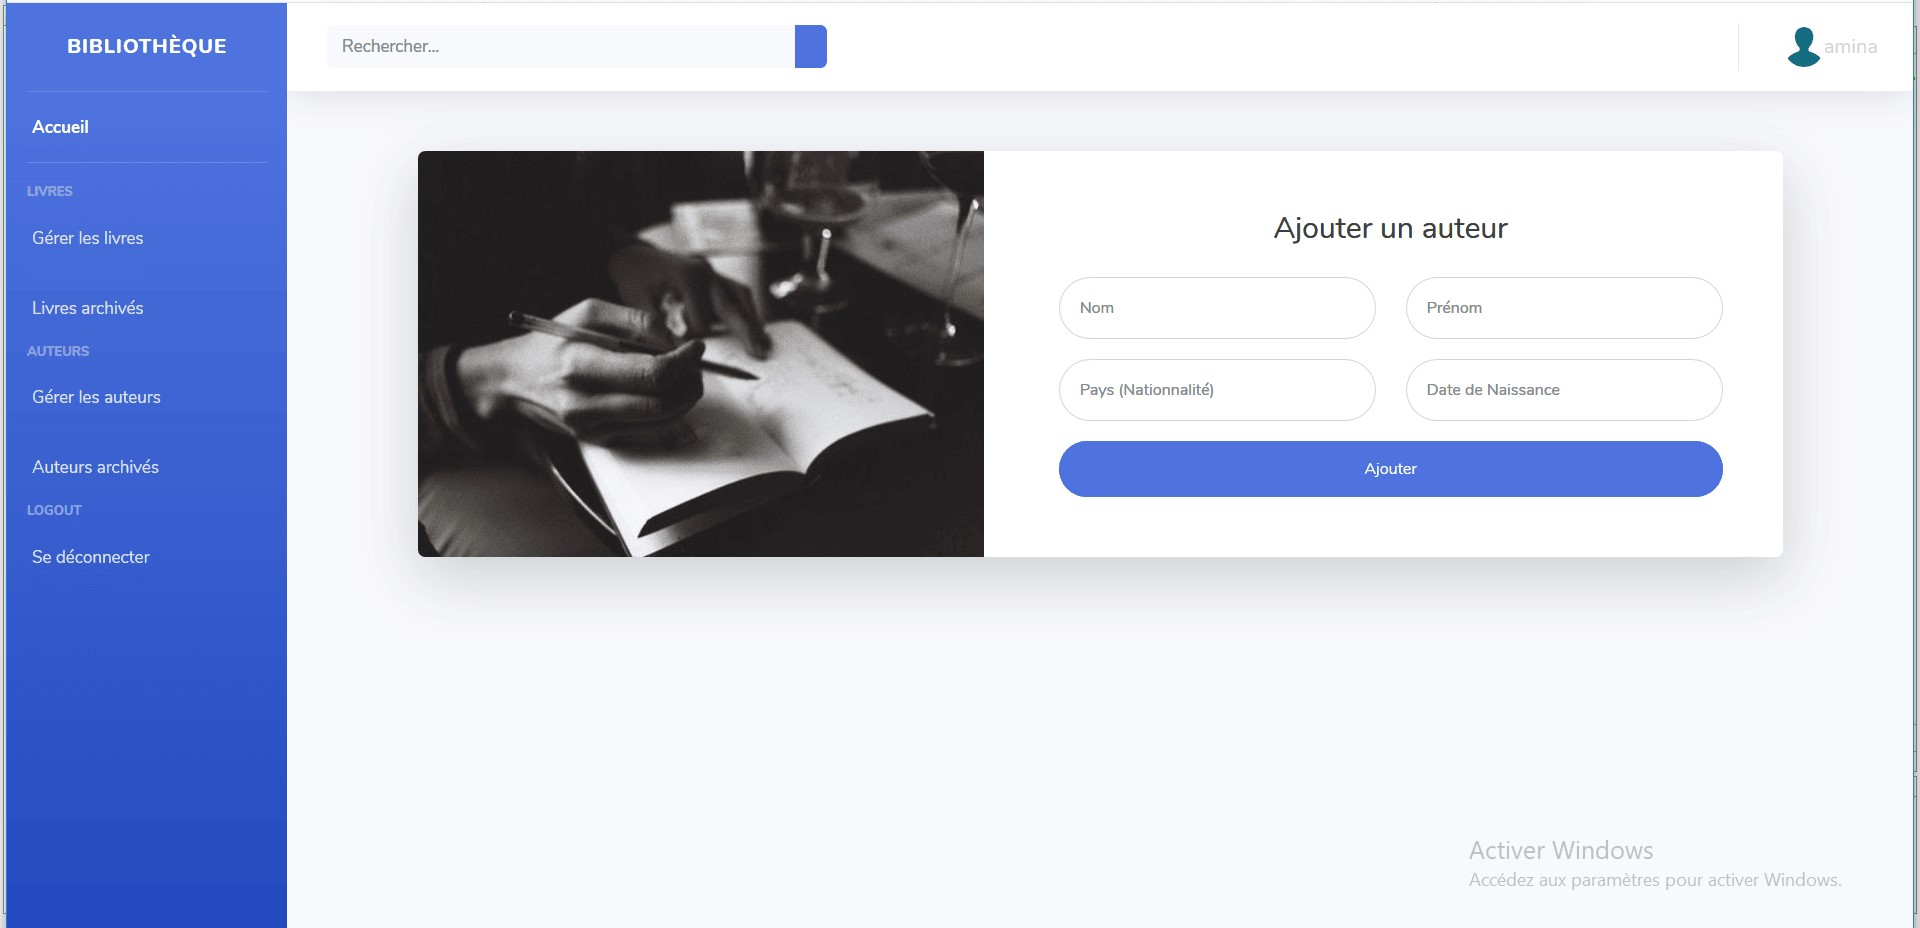 BIBLIOTHÈQUE
Rechercher...
amina
Accueil
LIVRES
Gérer les livres
Livres archivés
AUTEURS
Gérer les auteurs
Auteurs archivés
LOGOUT
Se déconnecter
Ajouter un auteur
Nom
Prénom
Pays (Nationnalité)
Date de Naissance
Ajouter
Activer Windows
Accédez aux paramètres pour activer Windows.